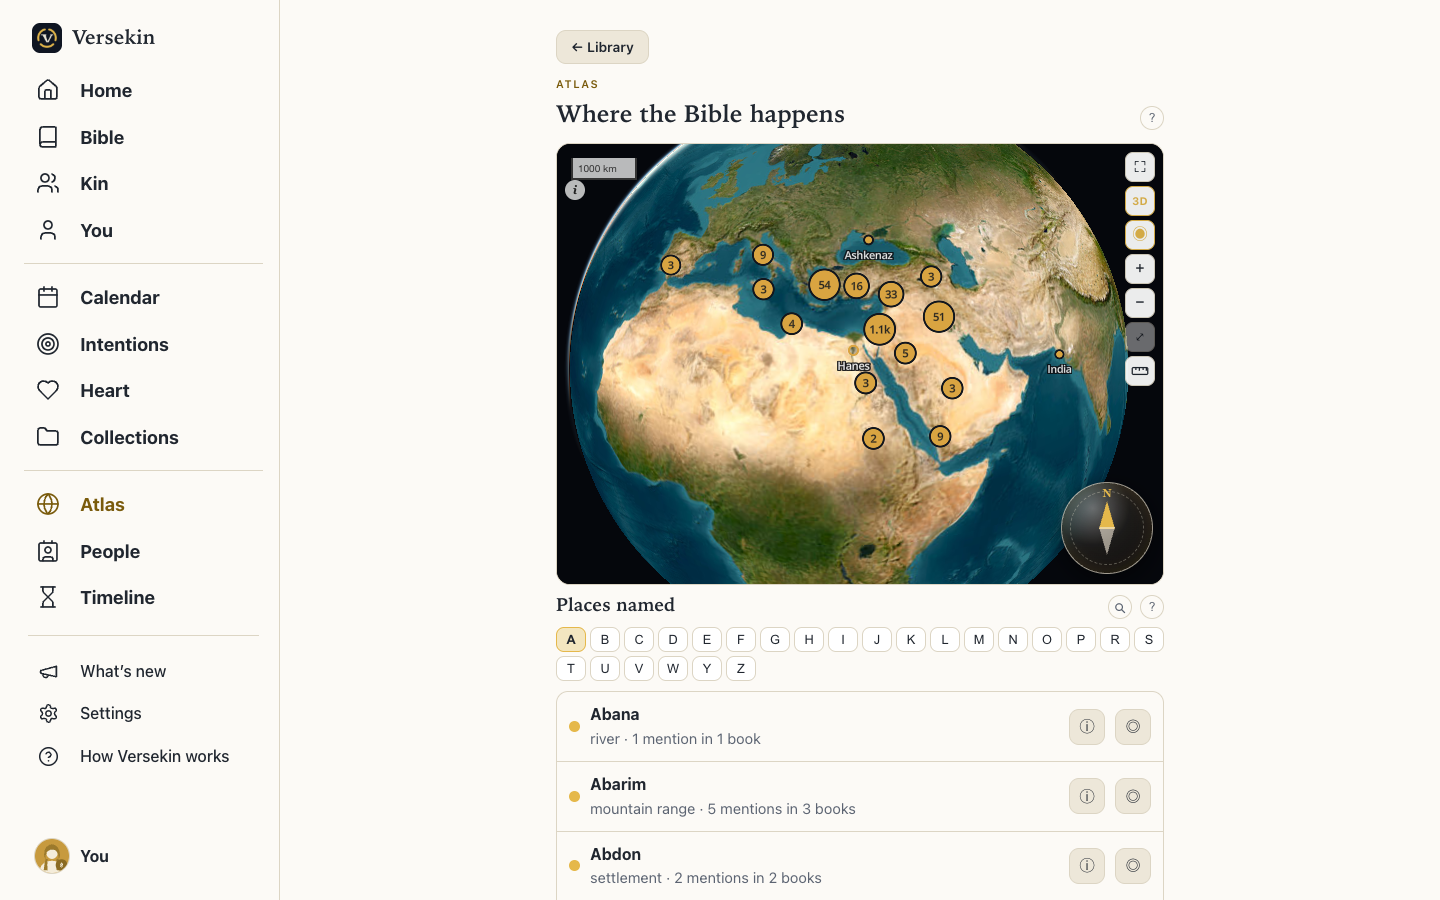 Versekin
Home
Bible
Kin
You
Calendar
Intentions
Heart
Collections
Atlas
People
Timeline
What's new
Settings
How Versekin works
You
← Library
ATLAS
Where the Bible happens
?
1000 km
i
3D
+
−
3
9
Ashkenaz
3
54
16
33
3
4
1.1k
51
5
Hanes
India
3
3
2
9
N
Places named
?
A B C D E F G H I J K L M N O P R S
T U V W Y Z
Abana
river · 1 mention in 1 book
Abarim
mountain range · 5 mentions in 3 books
Abdon
settlement · 2 mentions in 2 books